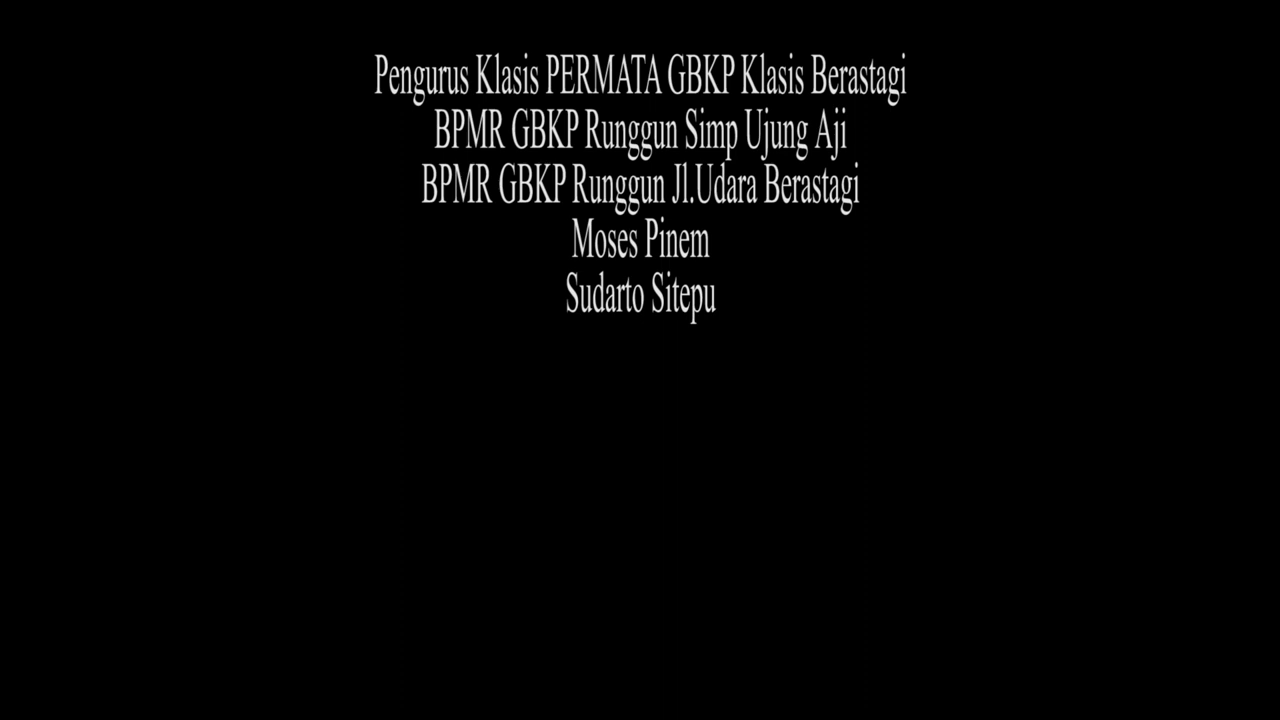 Pengurus Klasis PERMATA GBKP Klasis Berastagi
BPMR GBKP Runggun Simp Ujung Aji
BPMR GBKP Runggun Jl.Udara Berastagi
Moses Pinem
Sudarto Sitepu